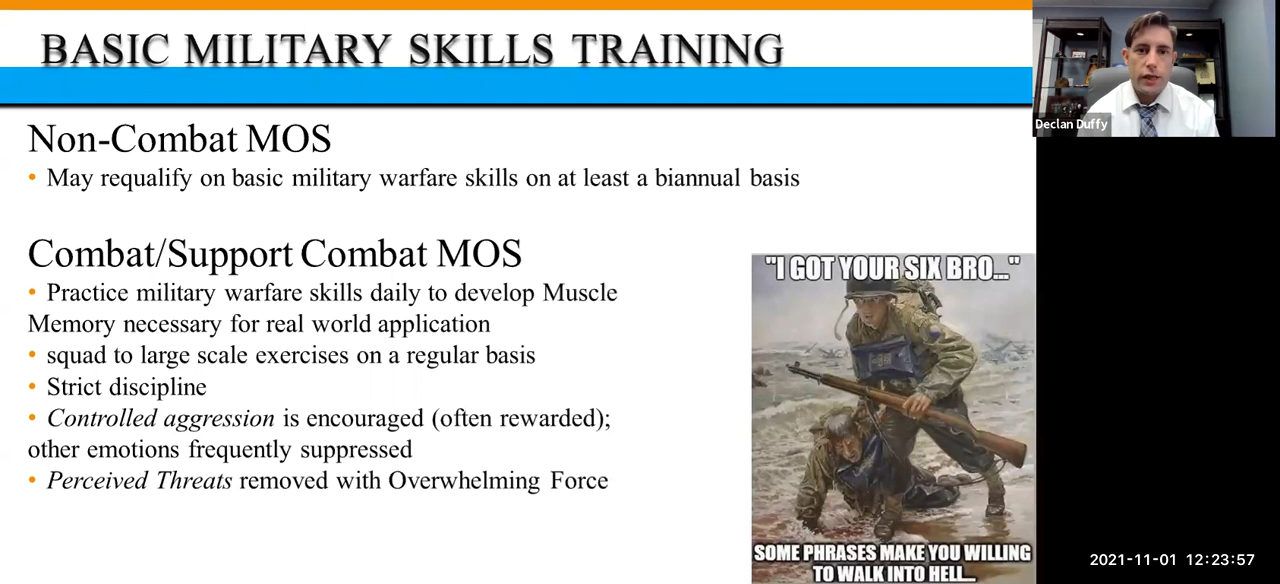 BASIC MILITARY SKILLS TRAINING
Declan Duffy
Non-Combat MOS
• May requalify on basic military warfare skills on at least a biannual basis
Combat/Support Combat MOS
• Practice military warfare skills daily to develop Muscle
Memory necessary for real world application
• squad to large scale exercises on a regular basis
• Strict discipline
• Controlled aggression is encouraged (often rewarded);
other emotions frequently suppressed
• Perceived Threats removed with Overwhelming Force
"I GOT YOUR SIX BRO..."
SOME PHRASES MAKE YOU WILLING
TO WALK INTO HELL...
2021-11-01 12:23:57